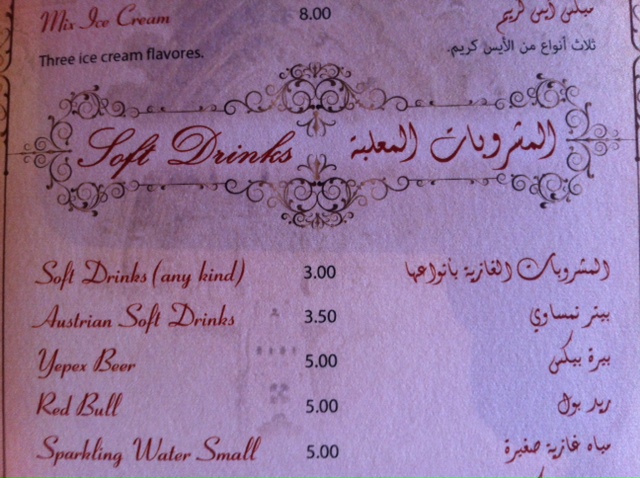 Mix Ice Cream 8.00 ميكس آيس كريم
Three ice cream flavores. ثلاث أنواع من الأيس كريم.
Soft Drinks المشروبات المعلبة
Soft Drinks (any kind) 3.00 المشروبات الغازية بأنواعها
Austrian Soft Drinks 3.50 بيتر نمساوي
Yepex Beer 5.00 بيرة بيكس
Red Bull 5.00 ريد بول
Sparkling Water Small 5.00 مياه غازية صغيرة